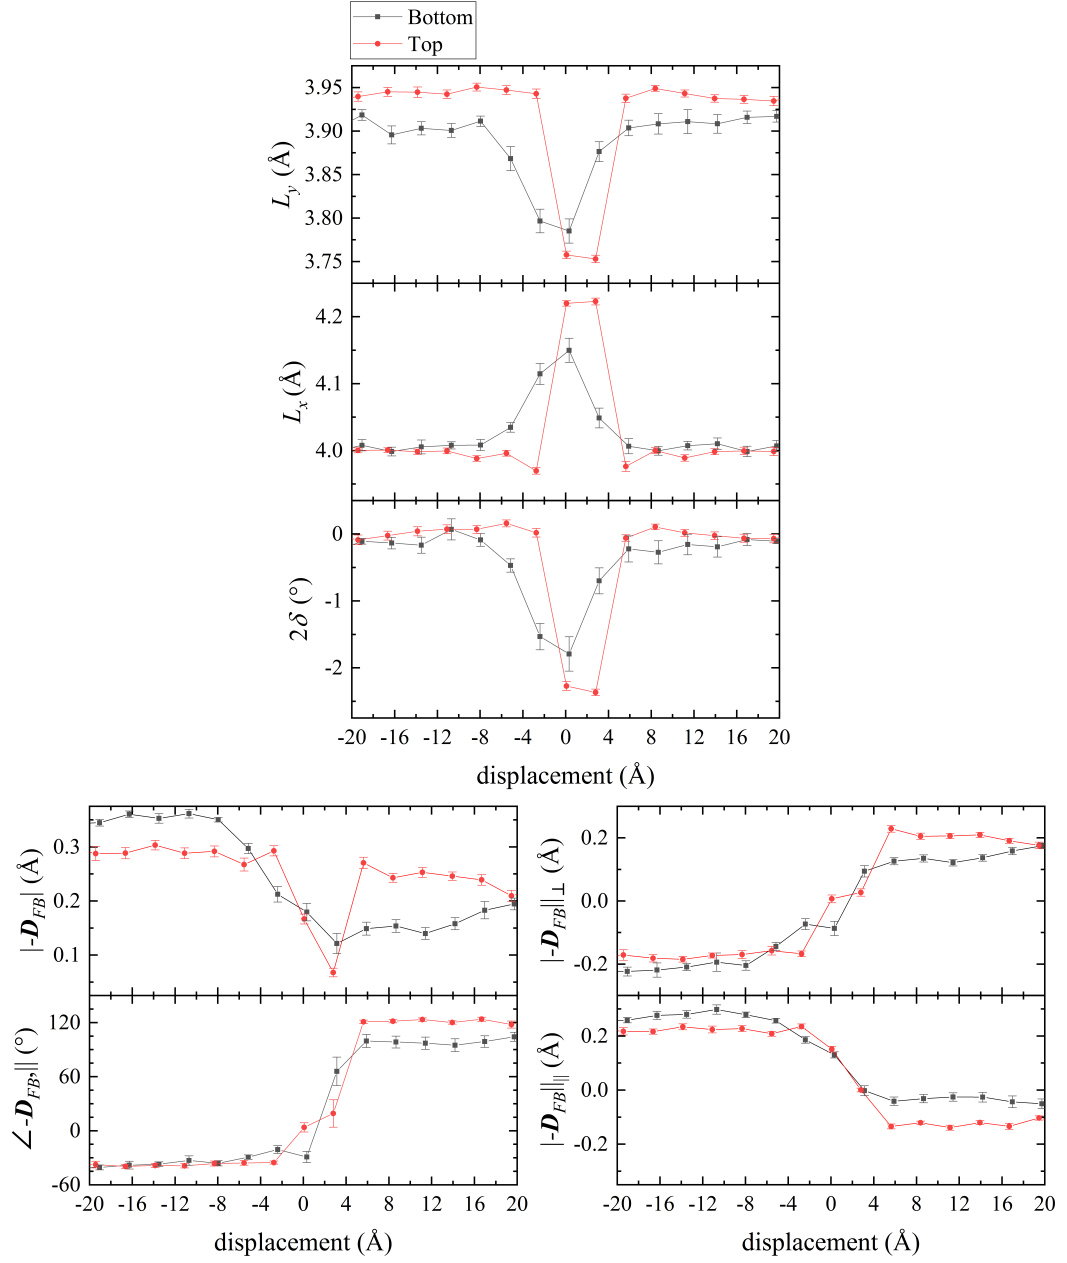 Bottom
Top
3.95
3.90
3.85
3.80
3.75
L_y (Å)
4.2
4.1
4.0
L_x (Å)
0
-1
-2
2δ (°)
-20 -16 -12 -8 -4 0 4 8 12 16 20
displacement (Å)
0.3
0.2
0.1
|-D_FB| (Å)
120
60
0
-60
∠-D_FB,|| (°)
-20 -16 -12 -8 -4 0 4 8 12 16 20
displacement (Å)
0.2
0.0
-0.2
|-D_FB||⊥ (Å)
0.2
0.0
-0.2
|-D_FB|||| (Å)
-20 -16 -12 -8 -4 0 4 8 12 16 20
displacement (Å)